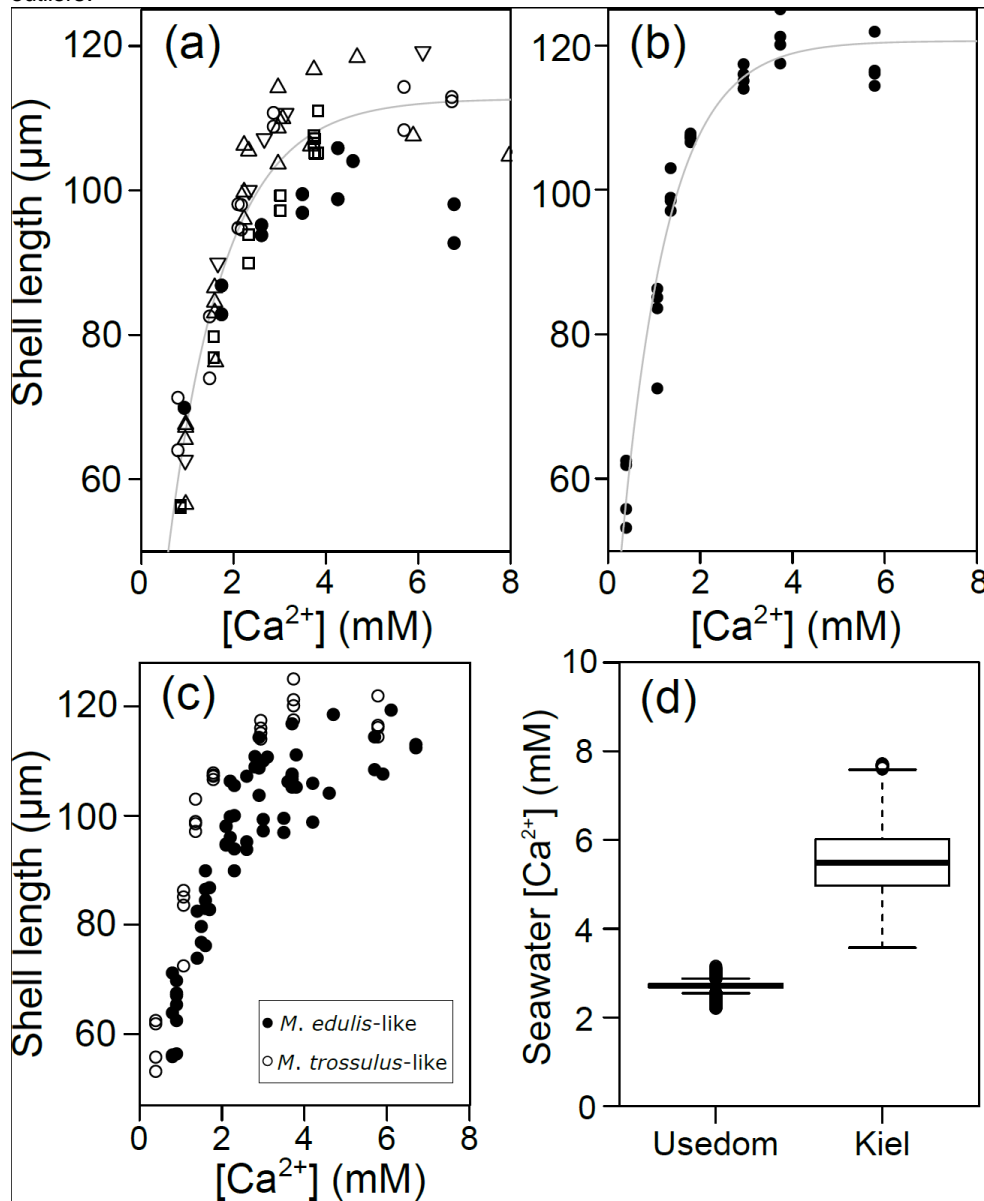 (a)
120
100
80
60
Shell length (µm)
0 2 4 6 8
[Ca²⁺] (mM)
(b)
120
100
80
60
0 2 4 6 8
[Ca²⁺] (mM)
(c)
120
100
80
60
Shell length (µm)
M. edulis-like
M. trossulus-like
0 2 4 6 8
[Ca²⁺] (mM)
(d)
10
8
6
4
2
0
Seawater [Ca²⁺] (mM)
Usedom Kiel